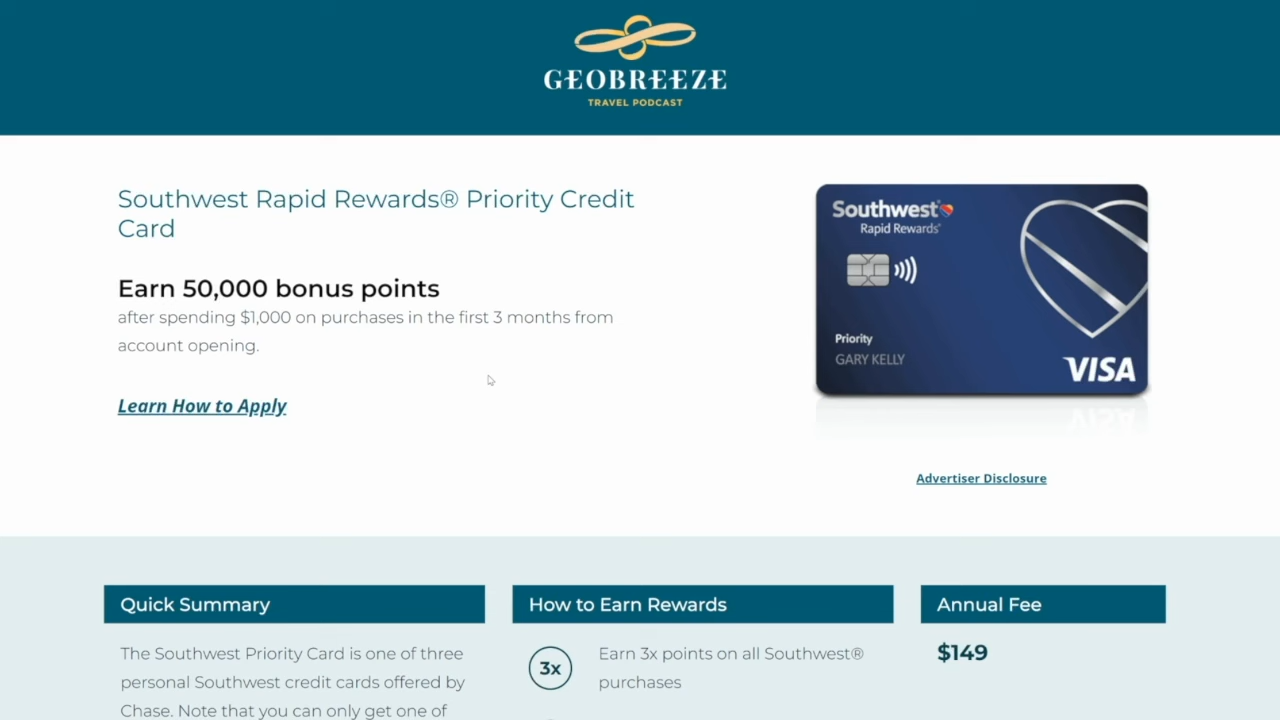 GEOBREEZE
TRAVEL PODCAST
Southwest Rapid Rewards® Priority Credit
Card
Earn 50,000 bonus points
after spending $1,000 on purchases in the first 3 months from
account opening.
Learn How to Apply
Southwest®
Rapid Rewards®
Priority
GARY KELLY
VISA
Advertiser Disclosure
Quick Summary
The Southwest Priority Card is one of three
personal Southwest credit cards offered by
Chase. Note that you can only get one of
How to Earn Rewards
3x
Earn 3x points on all Southwest®
purchases
Annual Fee
$149